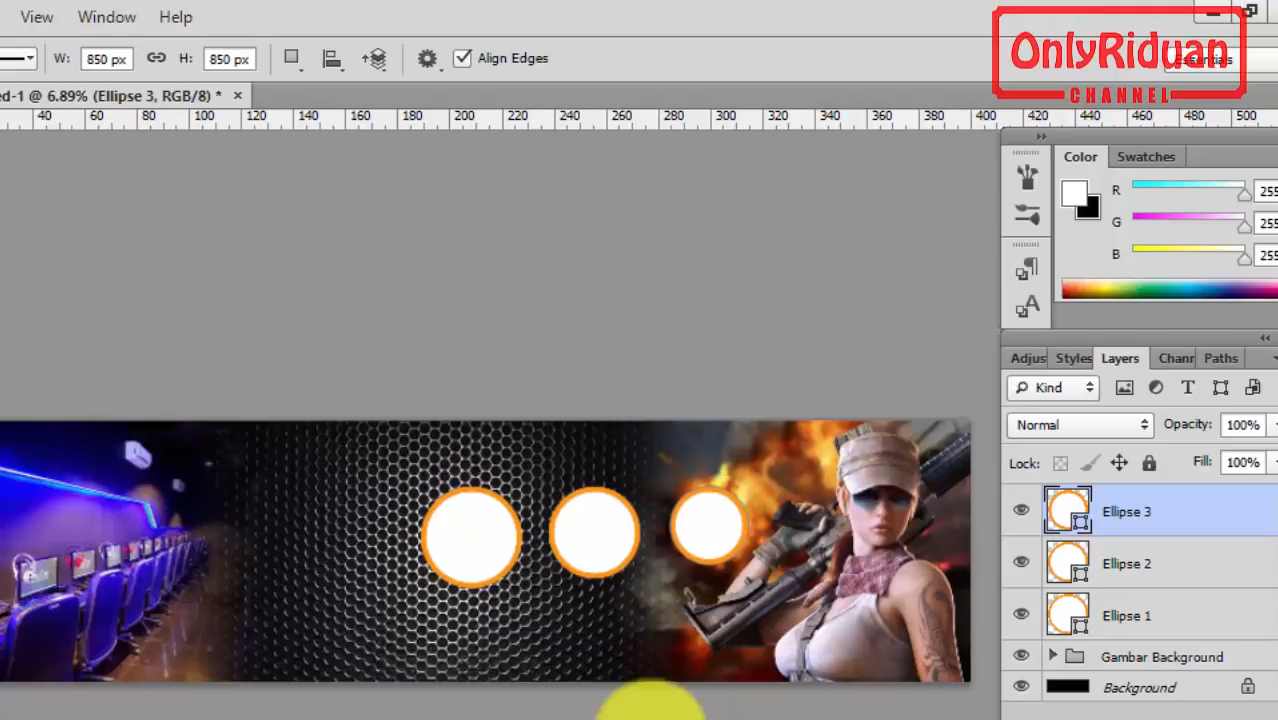 View Window Help
OnlyRiduan
CHANNEL
W: 850 px H: 850 px Align Edges
Essentials
ed-1 @ 6.89% (Ellipse 3, RGB/8) * ×
40 60 80 100 120 140 160 180 200 220 240 260 280 300 320 340 360 380 400 420 440 460 480 500
Color Swatches
R 255
G 255
B 255
Adjus Styles Layers Chanr Paths
Kind
Normal Opacity: 100%
Lock: Fill: 100%
Ellipse 3
Ellipse 2
Ellipse 1
Gambar Background
Background